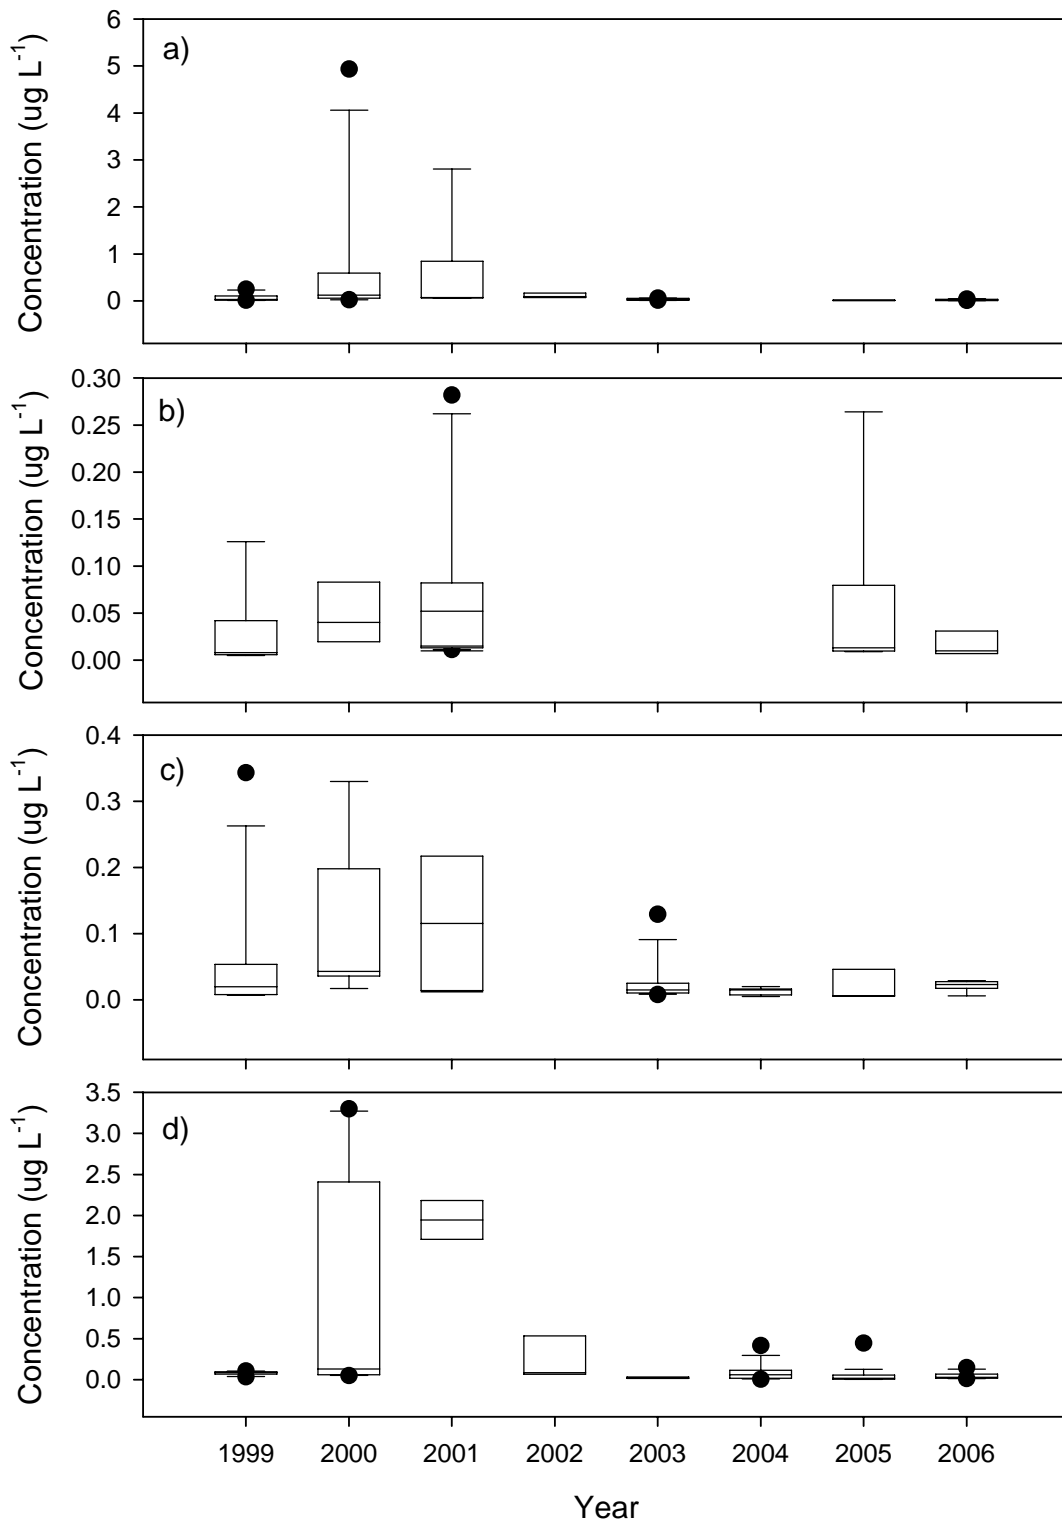 a)
Concentration (ug L⁻¹)
6
5
4
3
2
1
0
b)
Concentration (ug L⁻¹)
0.30
0.25
0.20
0.15
0.10
0.05
0.00
c)
Concentration (ug L⁻¹)
0.4
0.3
0.2
0.1
0.0
d)
Concentration (ug L⁻¹)
3.5
3.0
2.5
2.0
1.5
1.0
0.5
0.0
1999 2000 2001 2002 2003 2004 2005 2006
Year